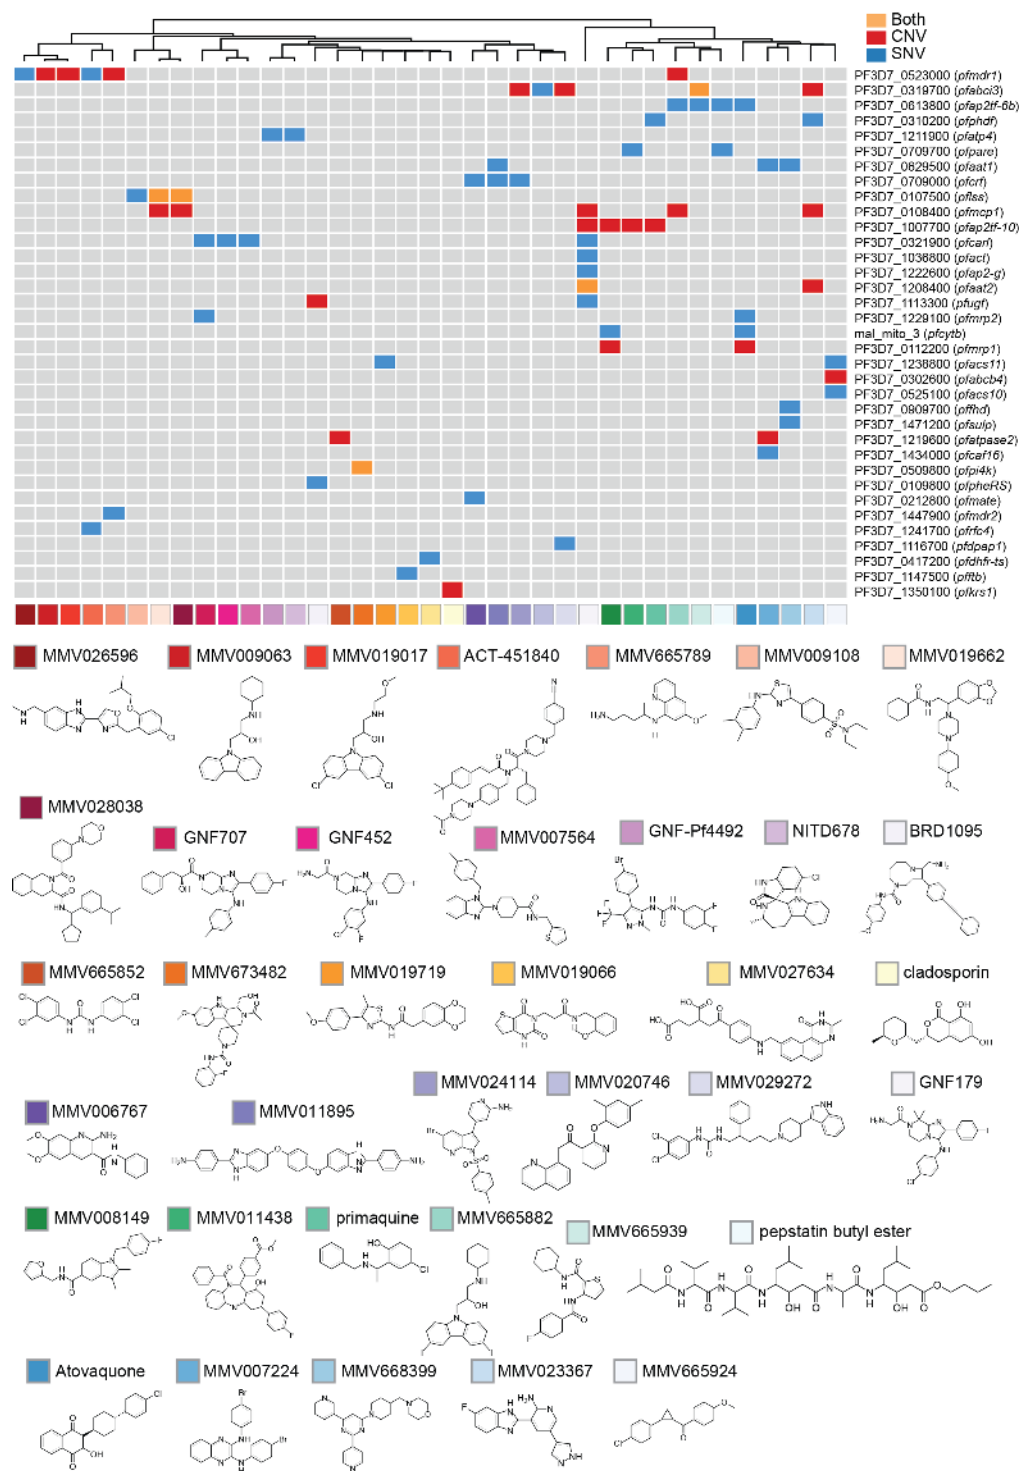 Both
CNV
SNV
PF3D7_0523000 (pfmdr1)
PF3D7_0319700 (pfabci3)
PF3D7_0613800 (pfap2tf-6b)
PF3D7_0310200 (pfphdf)
PF3D7_1211900 (pfatp4)
PF3D7_0709700 (pfpare)
PF3D7_0629500 (pfaat1)
PF3D7_0709000 (pfcrt)
PF3D7_0107500 (pflss)
PF3D7_0108400 (pfmcp1)
PF3D7_1007700 (pfap2tf-10)
PF3D7_0321900 (pfcarl)
PF3D7_1036800 (pfact)
PF3D7_1222600 (pfap2-g)
PF3D7_1208400 (pfaat2)
PF3D7_1113300 (pfugt)
PF3D7_1229100 (pfmrp2)
mal_mito_3 (pfcytb)
PF3D7_0112200 (pfmrp1)
PF3D7_1238800 (pfacs11)
PF3D7_0302600 (pfabcb4)
PF3D7_0525100 (pfacs10)
PF3D7_0909700 (pffhd)
PF3D7_1471200 (pfsulp)
PF3D7_1219600 (pfatpase2)
PF3D7_1434000 (pfcaf16)
PF3D7_0509800 (pfpi4k)
PF3D7_0109800 (pfpheRS)
PF3D7_0212800 (pfmate)
PF3D7_1447900 (pfmdr2)
PF3D7_1241700 (pfrfc4)
PF3D7_1116700 (pfdpap1)
PF3D7_0417200 (pfdhfr-ts)
PF3D7_1147500 (pfftb)
PF3D7_1350100 (pfkrs1)
MMV026596 MMV009063 MMV019017 ACT-451840 MMV665789 MMV009108 MMV019662
MMV028038 GNF707 GNF452 MMV007564 GNF-Pf4492 NITD678 BRD1095
MMV665852 MMV673482 MMV019719 MMV019066 MMV027634 cladosporin
MMV006767 MMV011895 MMV024114 MMV020746 MMV029272 GNF179
MMV008149 MMV011438 primaquine MMV665882 MMV665939 pepstatin butyl ester
Atovaquone MMV007224 MMV668399 MMV023367 MMV665924